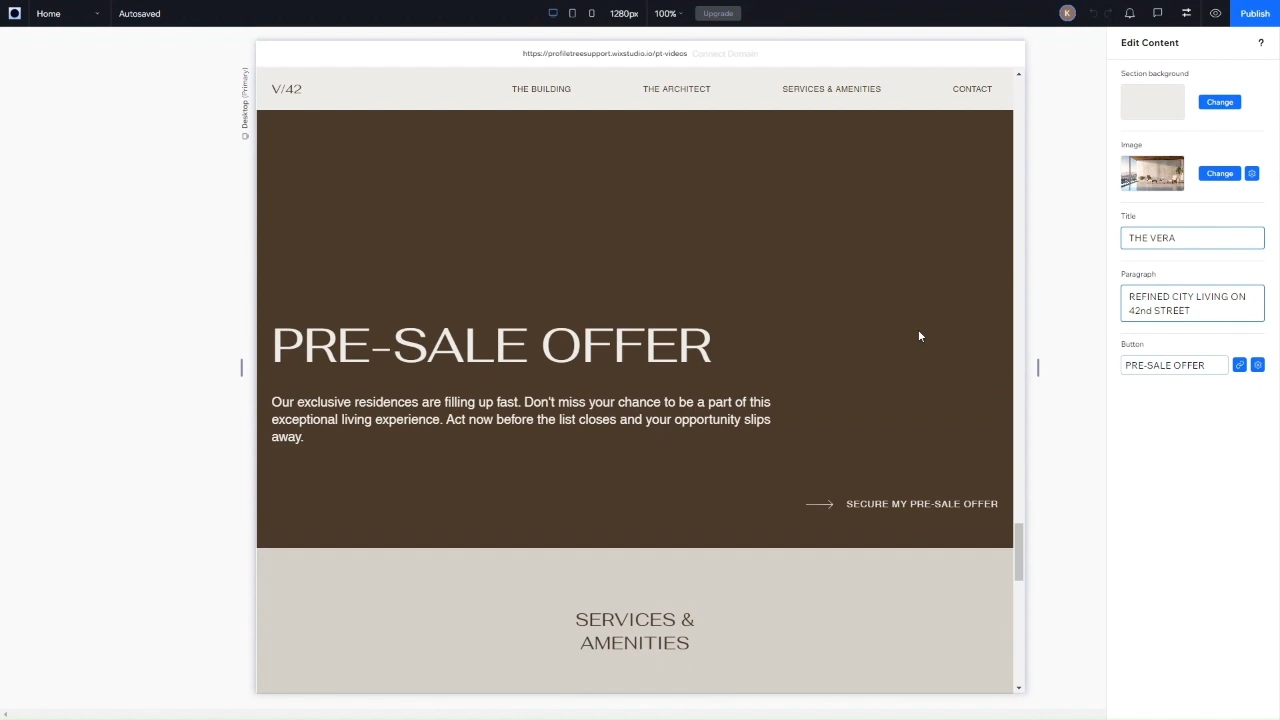 Home
Autosaved
1280px
100%
Upgrade
K
Publish
https://profiletreesupport.wixstudio.io/pt-videos Connect Domain
Desktop (Primary)
V/42
THE BUILDING
THE ARCHITECT
SERVICES & AMENITIES
CONTACT
PRE-SALE OFFER
Our exclusive residences are filling up fast. Don't miss your chance to be a part of this
exceptional living experience. Act now before the list closes and your opportunity slips
away.
SECURE MY PRE-SALE OFFER
SERVICES &
AMENITIES
Edit Content
?
Section background
Change
Image
Change
Title
THE VERA
Paragraph
REFINED CITY LIVING ON
42nd STREET
Button
PRE-SALE OFFER